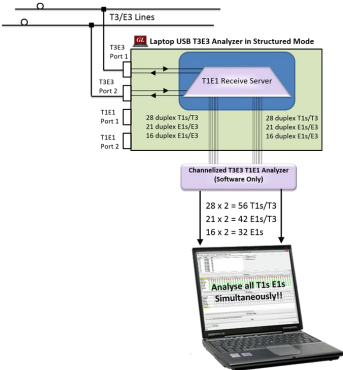 T3/E3 Lines
GL Laptop USB T3E3 Analyzer in Structured Mode
T3E3
Port 1
T3E3
Port 2
T1E1
Port 1
T1E1
Port 2
T1E1 Receive Server
28 duplex T1s/T3
21 duplex E1s/E3
16 duplex E1s/E3
28 duplex T1s/T3
21 duplex E1s/E3
16 duplex E1s/E3
Channelized T3E3 T1E1 Analyzer
(Software Only)
28 x 2 = 56 T1s/T3
21 x 2 = 42 E1s/T3
16 x 2 = 32 E1s
Analyse all T1s E1s
Simultaneously!!